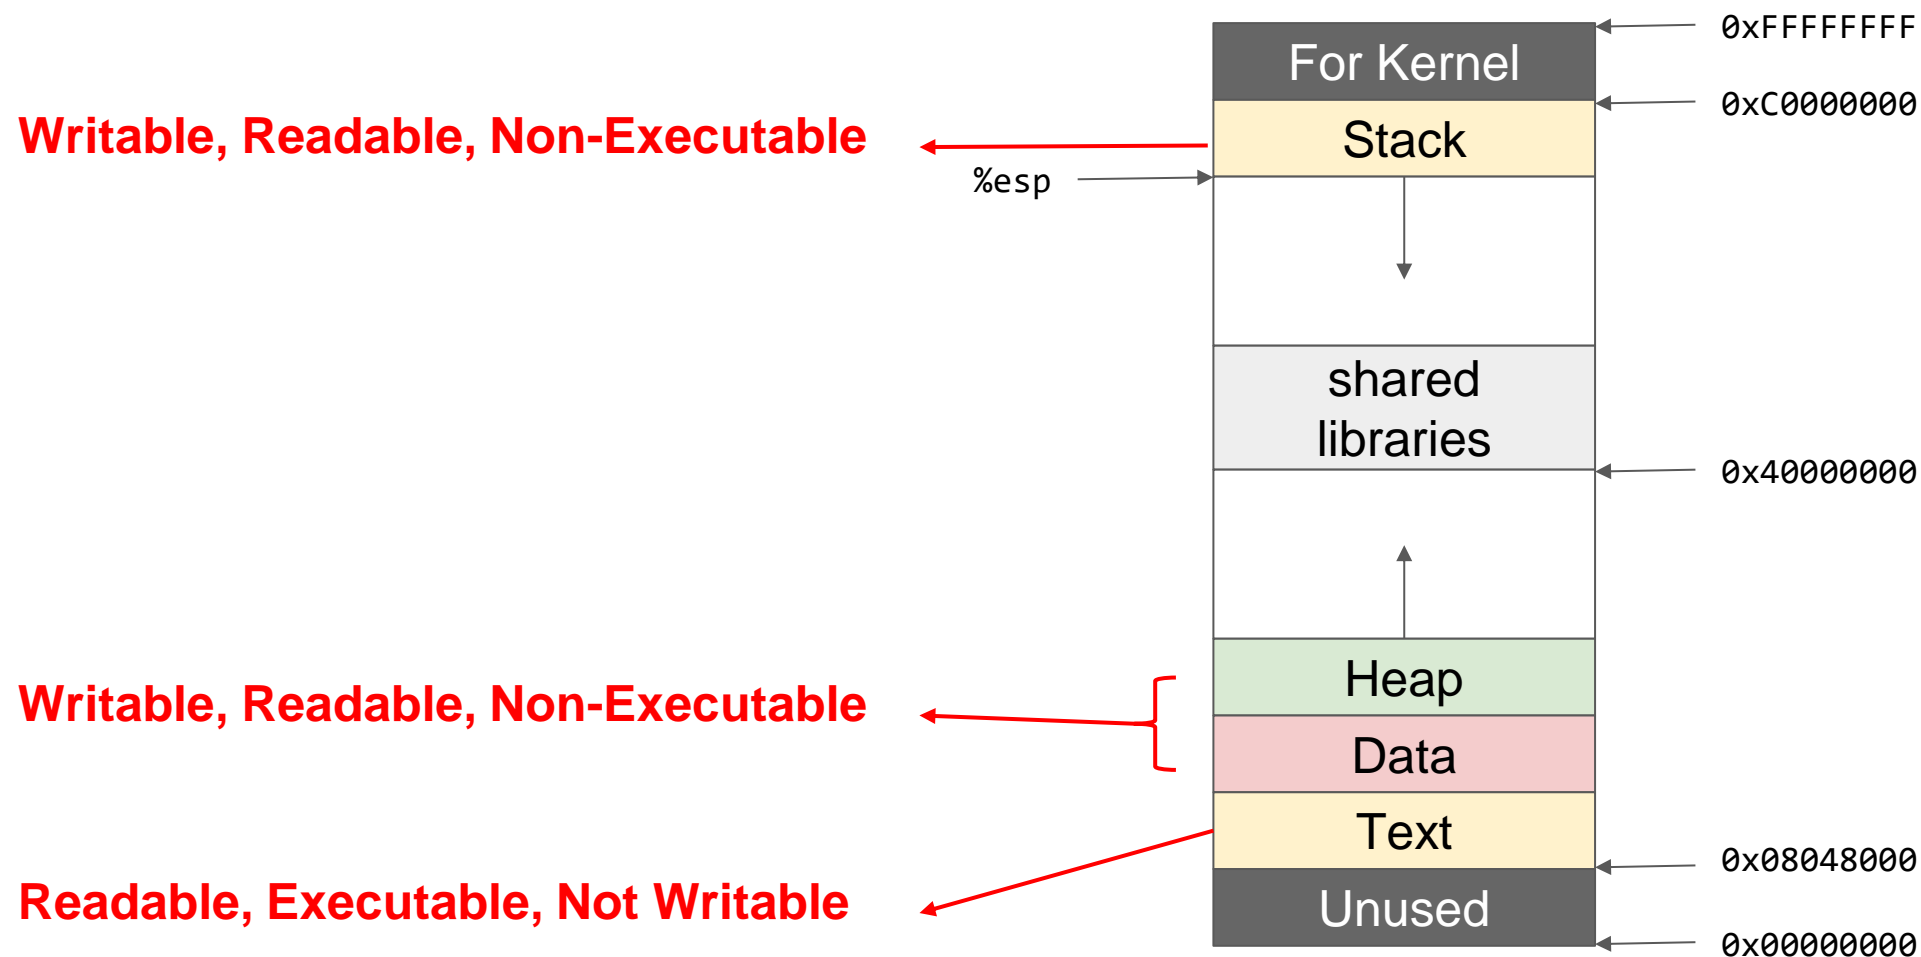 For Kernel
0xFFFFFFFF
0xC0000000
Writable, Readable, Non-Executable
Stack
%esp
shared
libraries
0x40000000
Writable, Readable, Non-Executable
Heap
Data
Text
0x08048000
Readable, Executable, Not Writable
Unused
0x00000000